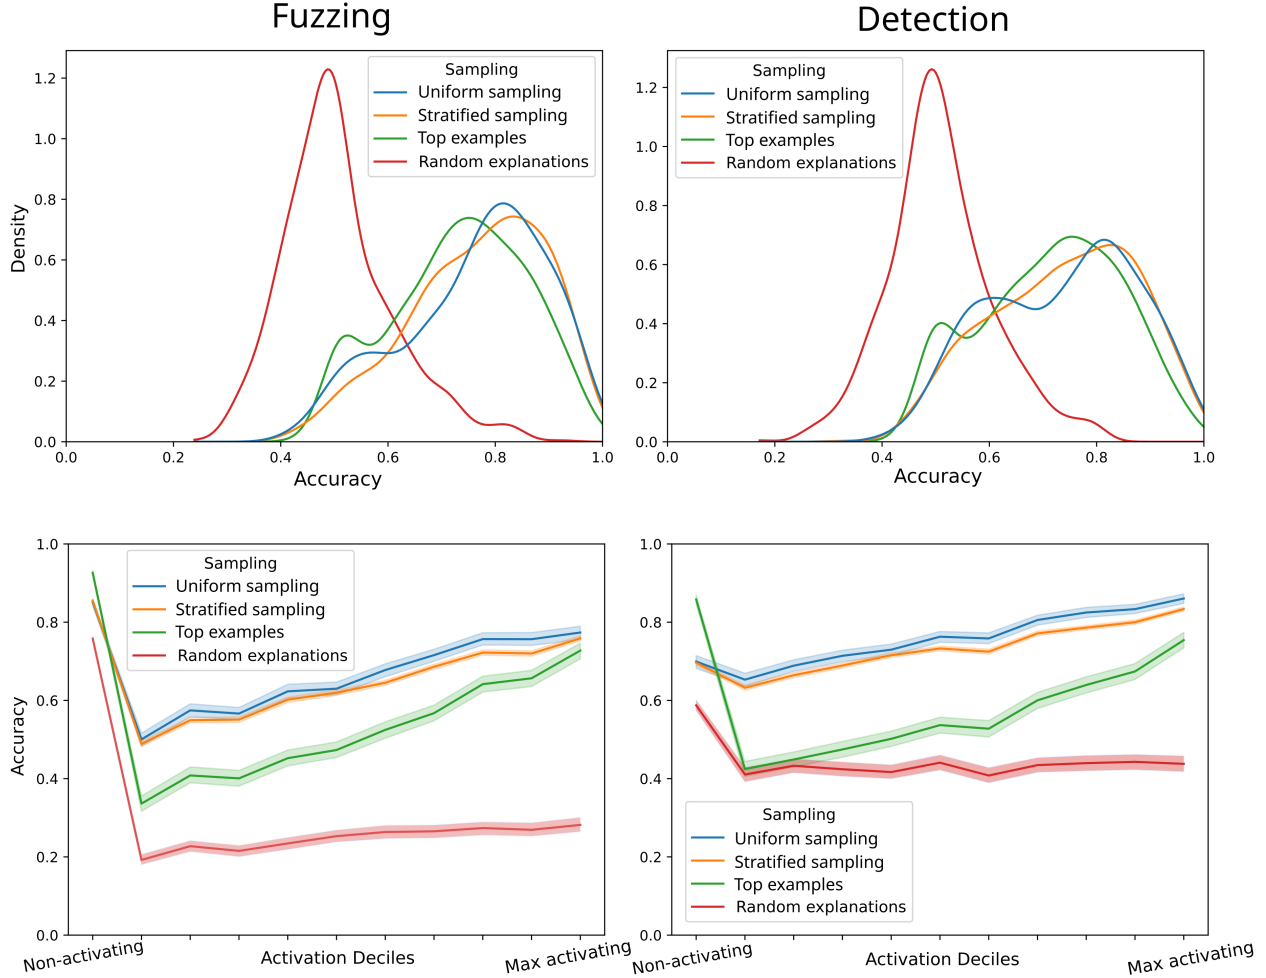 Fuzzing
Detection
Density
1.2
1.0
0.8
0.6
0.4
0.2
0.0
Sampling
Uniform sampling
Stratified sampling
Top examples
Random explanations
0.0 0.2 0.4 0.6 0.8 1.0
Accuracy
1.2
1.0
0.8
0.6
0.4
0.2
0.0
Sampling
Uniform sampling
Stratified sampling
Top examples
Random explanations
0.0 0.2 0.4 0.6 0.8 1.0
Accuracy
Accuracy
1.0
0.8
0.6
0.4
0.2
0.0
Sampling
Uniform sampling
Stratified sampling
Top examples
Random explanations
Non-activating
Activation Deciles
Max activating
1.0
0.8
0.6
0.4
0.2
0.0
Sampling
Uniform sampling
Stratified sampling
Top examples
Random explanations
Non-activating
Activation Deciles
Max activating